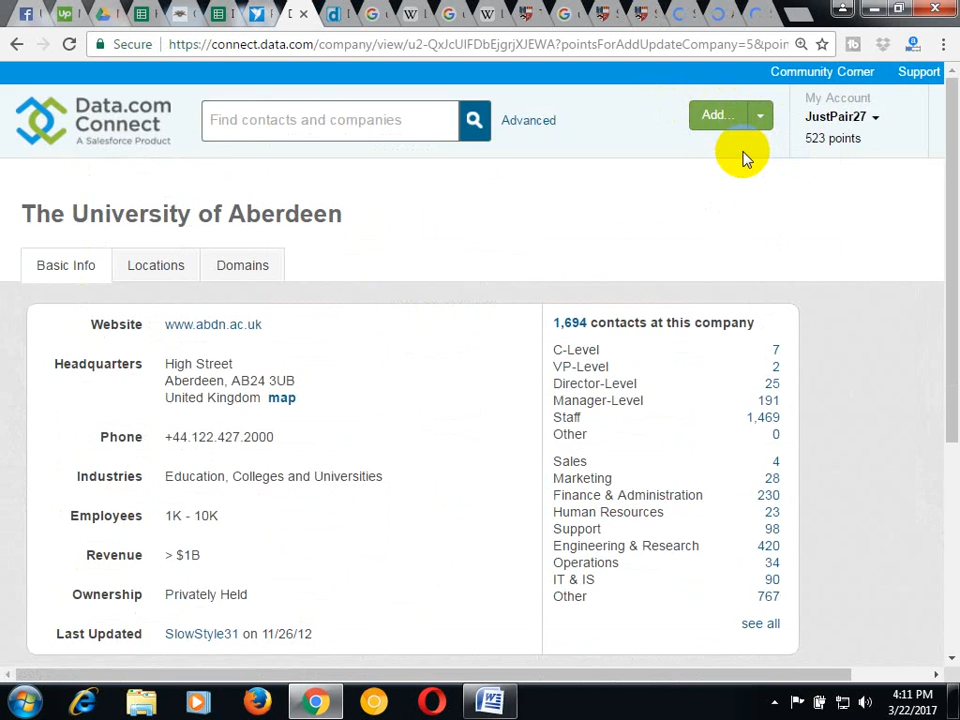 Secure https://connect.data.com/company/view/u2-QxJcUIFDbEjgrjXJEWA?pointsForAddUpdateCompany=5&poin
Community Corner Support
Data.com
Connect
A Salesforce Product
Find contacts and companies
Advanced
Add...
My Account
JustPair27
523 points
The University of Aberdeen
Basic Info Locations Domains
Website www.abdn.ac.uk
Headquarters High Street
Aberdeen, AB24 3UB
United Kingdom map
Phone +44.122.427.2000
Industries Education, Colleges and Universities
Employees 1K - 10K
Revenue > $1B
Ownership Privately Held
Last Updated SlowStyle31 on 11/26/12
1,694 contacts at this company
C-Level 7
VP-Level 2
Director-Level 25
Manager-Level 191
Staff 1,469
Other 0
Sales 4
Marketing 28
Finance & Administration 230
Human Resources 23
Support 98
Engineering & Research 420
Operations 34
IT & IS 90
Other 767
see all
4:11 PM
3/22/2017